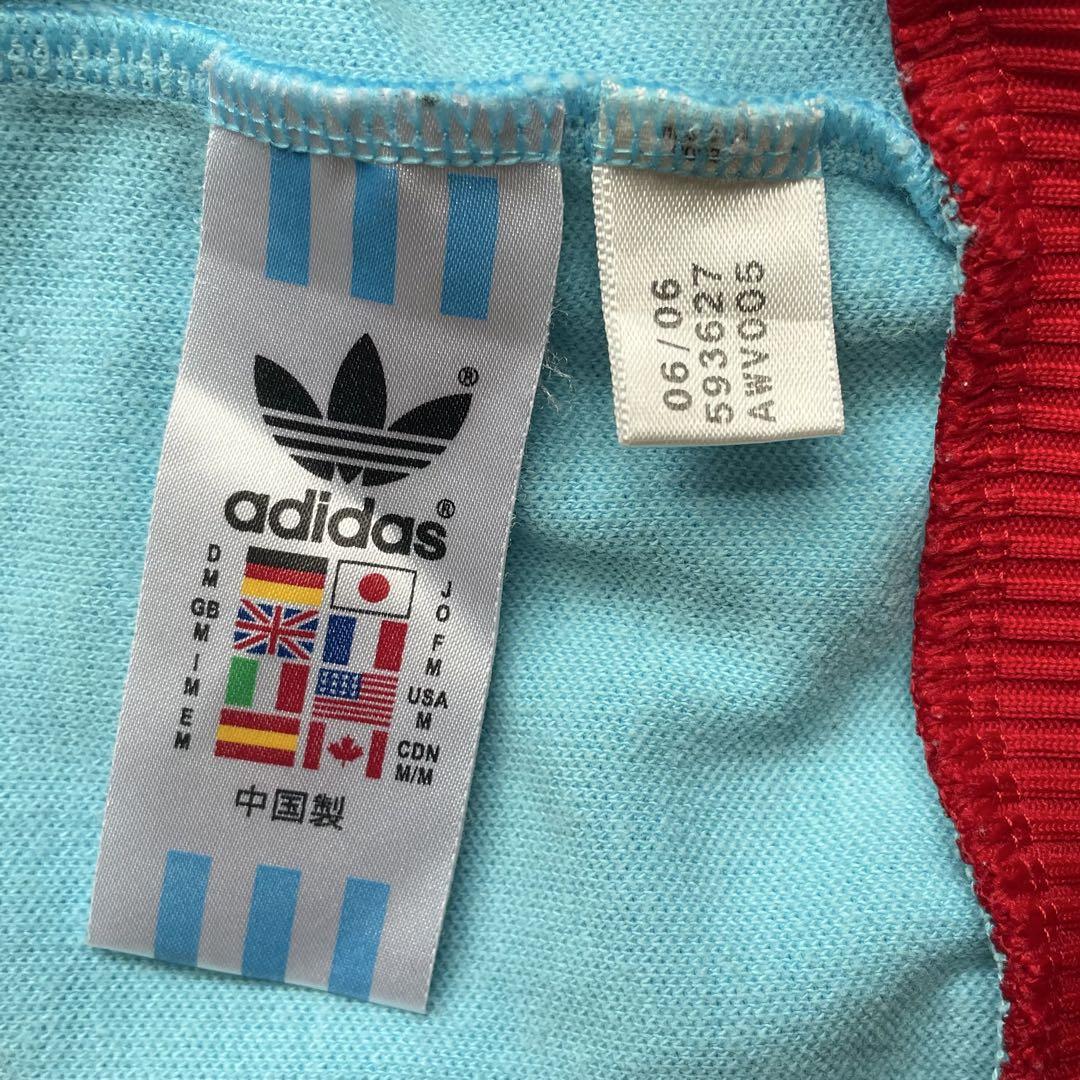 ®
adidas®
D
M
GB
M
I
M
E
M
J
O
F
M
USA
M
CDN
M/M
中国製
06/06
593627
AWV005